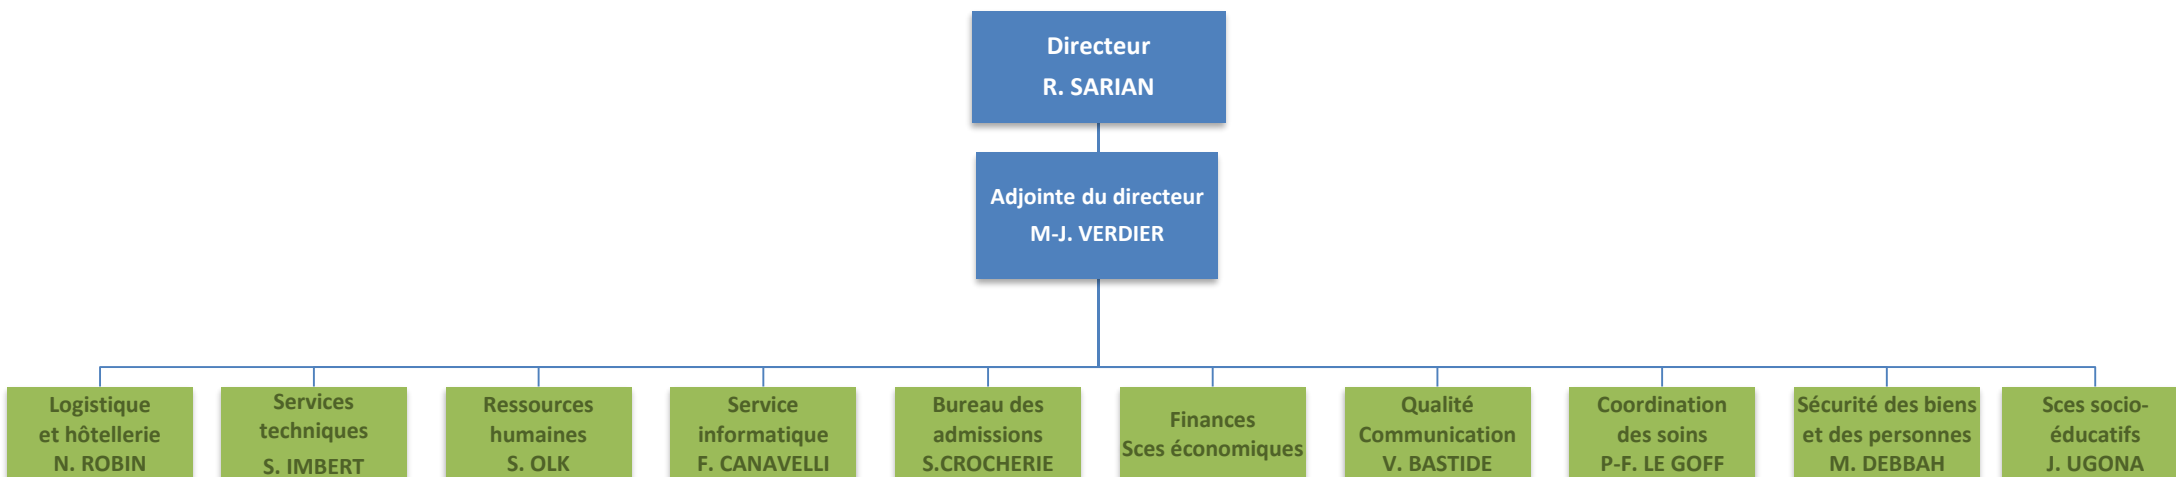 Directeur
R. SARIAN
Adjointe du directeur
M-J. VERDIER
Logistique
et hôtellerie
N. ROBIN
Services
techniques
S. IMBERT
Ressources
humaines
S. OLK
Service
informatique
F. CANAVELLI
Bureau des
admissions
S.CROCHERIE
Finances
Sces économiques
Qualité
Communication
V. BASTIDE
Coordination
des soins
P-F. LE GOFF
Sécurité des biens
et des personnes
M. DEBBAH
Sces socio-
éducatifs
J. UGONA